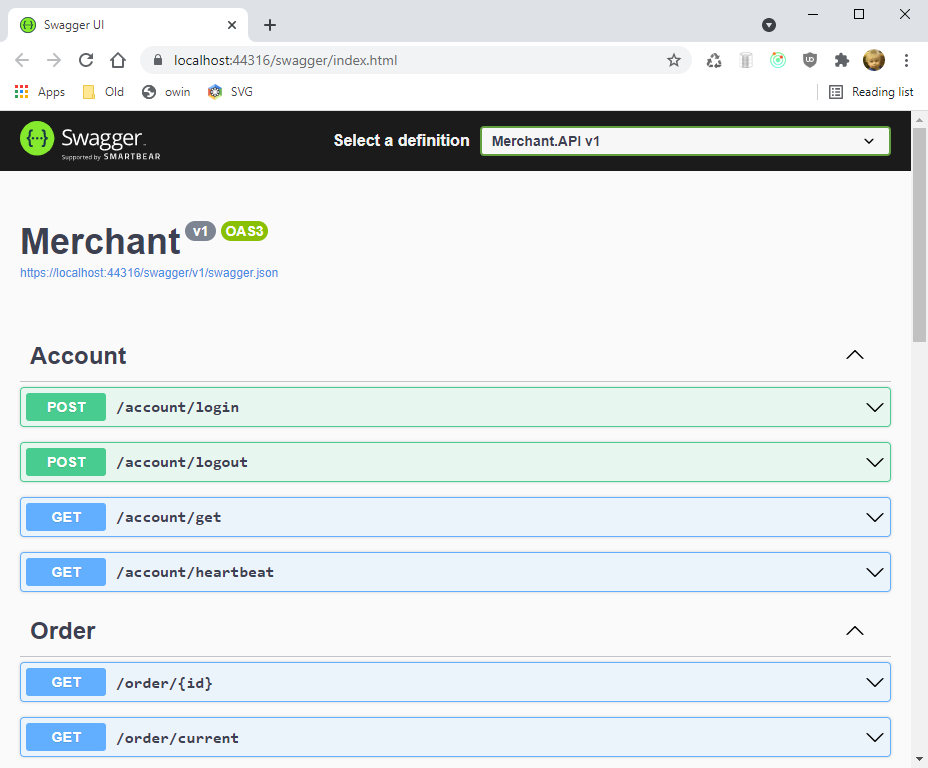 Swagger UI
localhost:44316/swagger/index.html
Apps Old owin SVG Reading list
Swagger
Supported by SMARTBEAR
Select a definition Merchant.API v1
Merchant v1 OAS3
https://localhost:44316/swagger/v1/swagger.json
Account
POST /account/login
POST /account/logout
GET /account/get
GET /account/heartbeat
Order
GET /order/{id}
GET /order/current